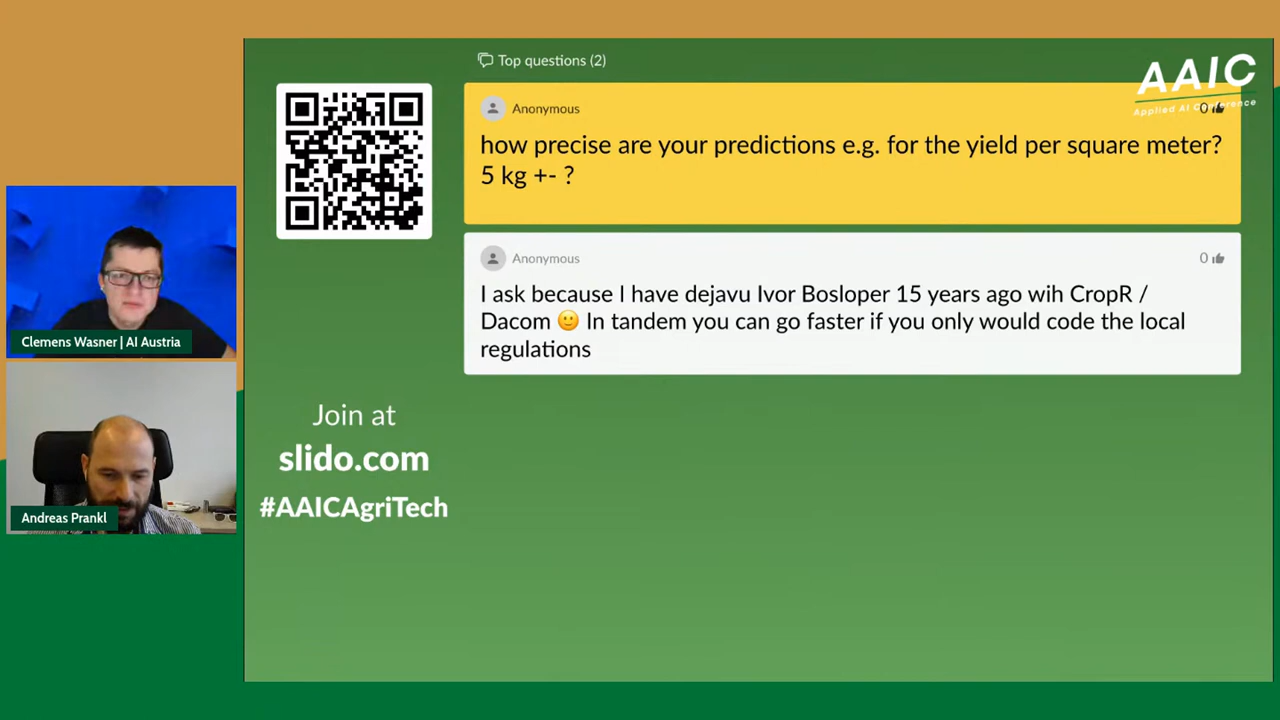 Top questions (2)
AAIC
Applied AI Conference
Anonymous
0
how precise are your predictions e.g. for the yield per square meter?
5 kg +- ?
Anonymous
0
I ask because I have dejavu Ivor Bosloper 15 years ago wih CropR /
Dacom 🙂 In tandem you can go faster if you only would code the local
regulations
Clemens Wasner | AI Austria
Andreas Prankl
Join at
slido.com
#AAICAgriTech